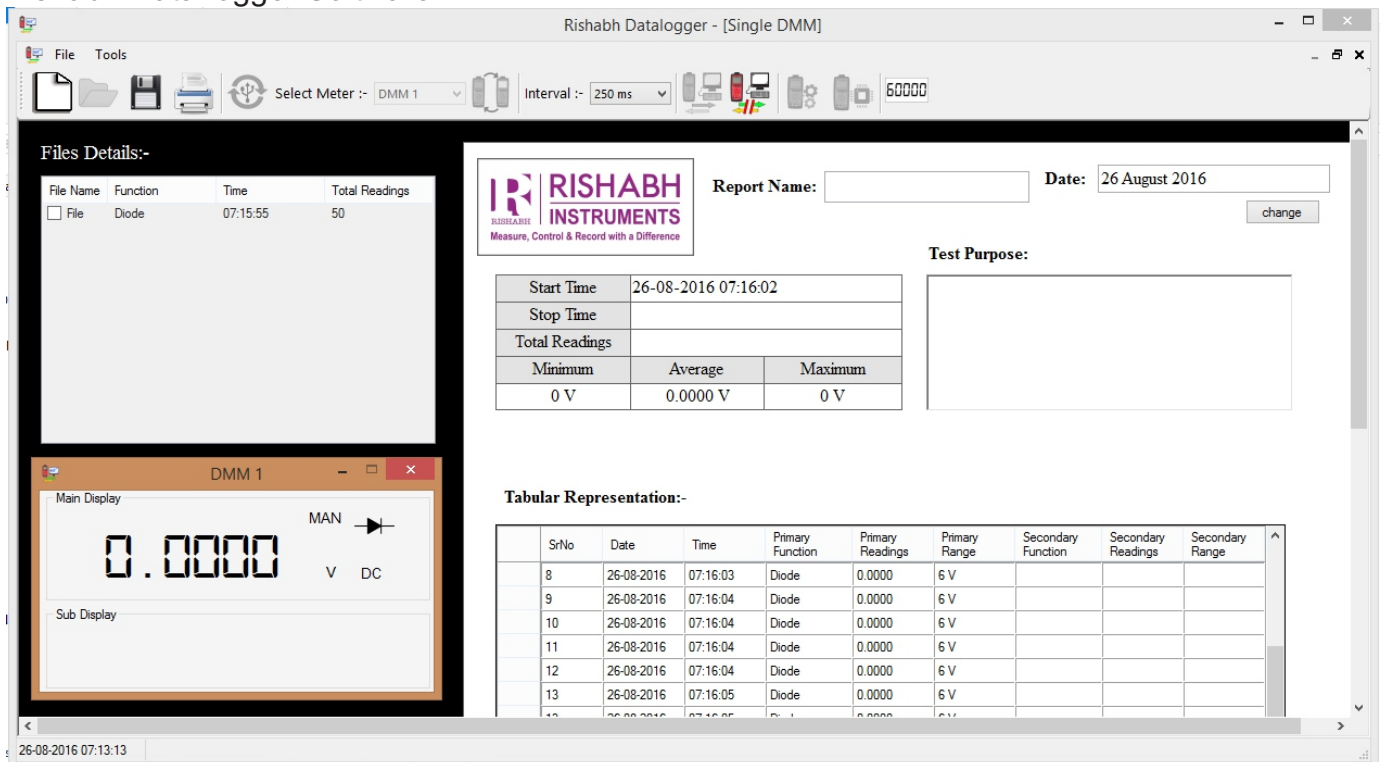 Rishabh Datalogger - [Single DMM]
File Tools
Select Meter :- DMM 1 Interval :- 250 ms 60000
Files Details:-
File Name Function Time Total Readings
File Diode 07:15:55 50
RISHABH
INSTRUMENTS
RISHABH
Measure, Control & Record with a Difference
Report Name:
Date: 26 August 2016
change
Test Purpose:
Start Time 26-08-2016 07:16:02
Stop Time
Total Readings
Minimum Average Maximum
0 V 0.0000 V 0 V
DMM 1
Main Display
MAN
0.0000
V DC
Sub Display
Tabular Representation:-
SrNo Date Time Primary Function Primary Readings Primary Range Secondary Function Secondary Readings Secondary Range
8 26-08-2016 07:16:03 Diode 0.0000 6 V
9 26-08-2016 07:16:04 Diode 0.0000 6 V
10 26-08-2016 07:16:04 Diode 0.0000 6 V
11 26-08-2016 07:16:04 Diode 0.0000 6 V
12 26-08-2016 07:16:04 Diode 0.0000 6 V
13 26-08-2016 07:16:05 Diode 0.0000 6 V
26-08-2016 07:13:13